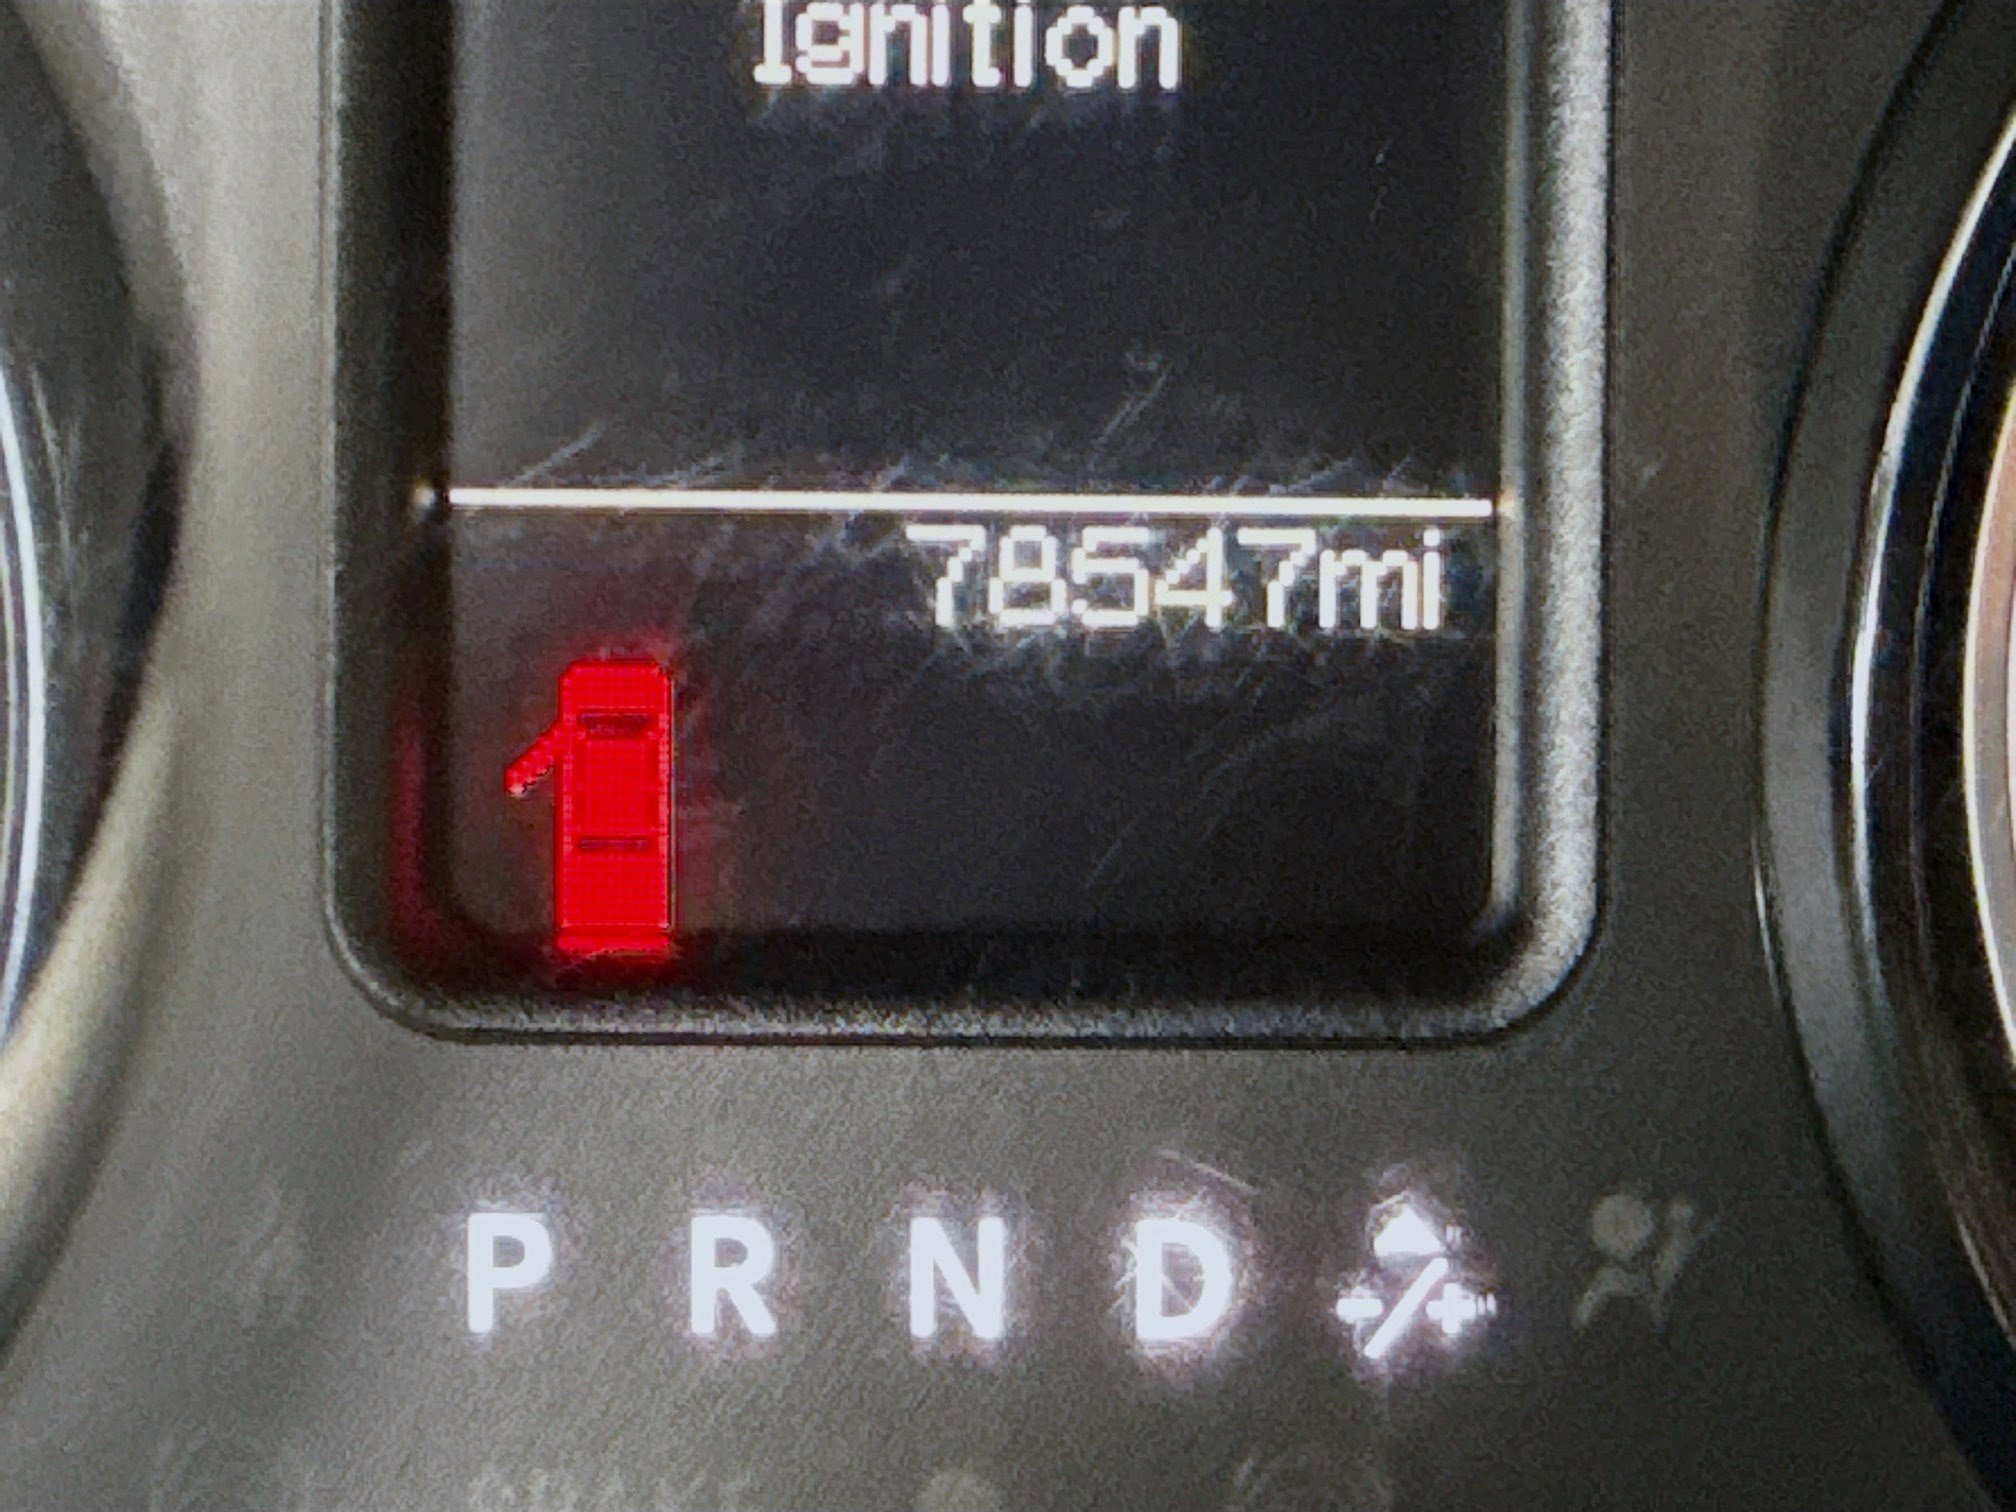 Ignition
78547mi
P R N D -/+